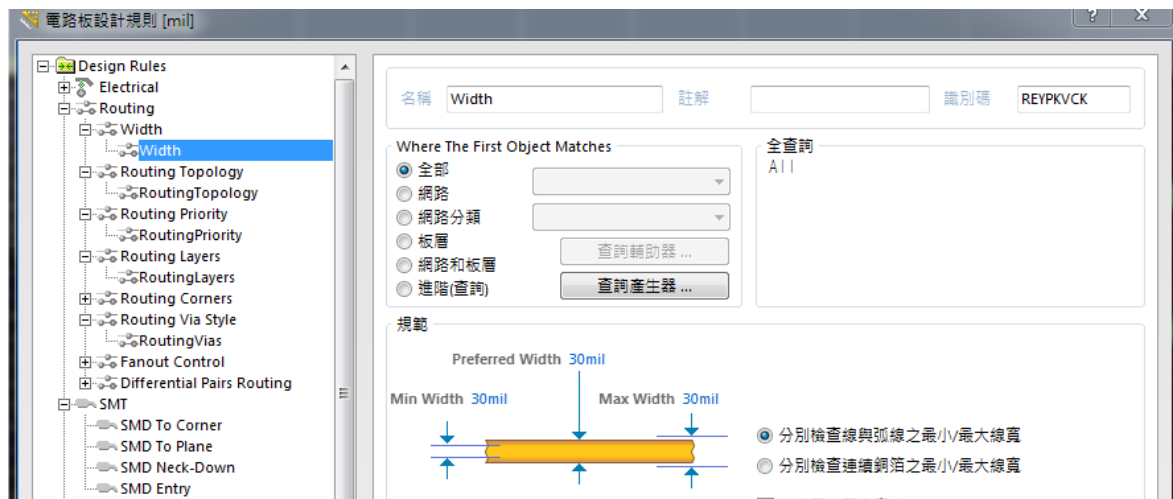 電路板設計規則 [mil]
? X
Design Rules
Electrical
Routing
Width
Width
Routing Topology
RoutingTopology
Routing Priority
RoutingPriority
Routing Layers
RoutingLayers
Routing Corners
Routing Via Style
RoutingVias
Fanout Control
Differential Pairs Routing
SMT
SMD To Corner
SMD To Plane
SMD Neck-Down
SMD Entry
名稱 Width 註解 識別碼 REYPKVCK
Where The First Object Matches
全部
網路
網路分類
板層
網路和板層
進階(查詢)
查詢輔助器 ...
查詢產生器 ...
全查詢
All
規範
Preferred Width 30mil
Min Width 30mil Max Width 30mil
分別檢查線與弧線之最小/最大線寬
分別檢查連續銅箔之最小/最大線寬